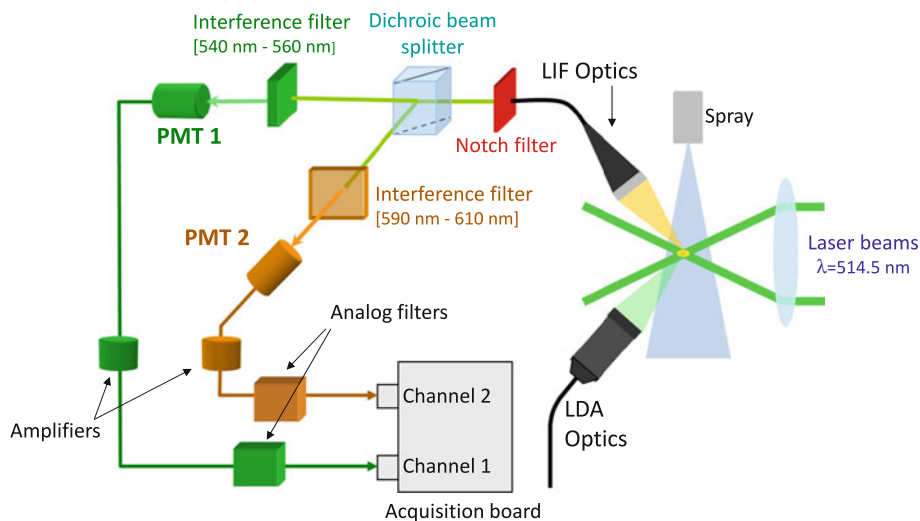 Interference filter
[540 nm - 560 nm]
Dichroic beam
splitter
LIF Optics
Spray
PMT 1
Notch filter
Interference filter
[590 nm - 610 nm]
PMT 2
Laser beams
λ=514.5 nm
Analog filters
Amplifiers
Channel 2
LDA
Optics
Channel 1
Acquisition board